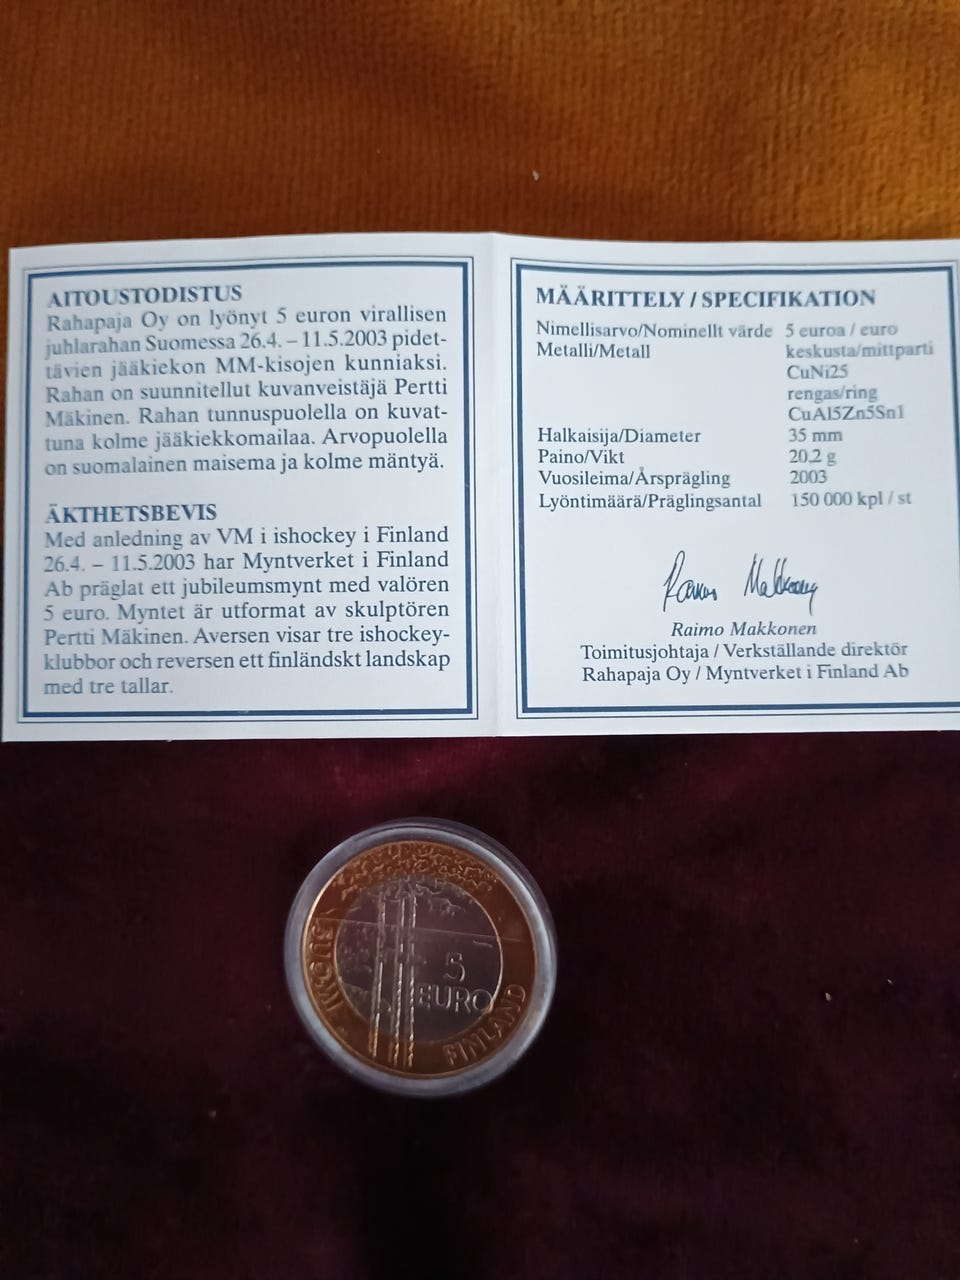 AITOUSTODISTUS
Rahapaja Oy on lyönyt 5 euron virallisen
juhlarahan Suomessa 26.4. – 11.5.2003 pidet-
tävien jääkiekon MM-kisojen kunniaksi.
Rahan on suunnitellut kuvanveistäjä Pertti
Mäkinen. Rahan tunnuspuolella on kuvat-
tuna kolme jääkiekkomailaa. Arvopuolella
on suomalainen maisema ja kolme mäntyä.
ÄKTHETSBEVIS
Med anledning av VM i ishockey i Finland
26.4. – 11.5.2003 har Myntverket i Finland
Ab präglat ett jubileumsmynt med valören
5 euro. Myntet är utformat av skulptören
Pertti Mäkinen. Aversen visar tre ishockey-
klubbor och reversen ett finländskt landskap
med tre tallar.
MÄÄRITTELY / SPECIFIKATION
Nimellisarvo/Nominellt värde 5 euroa / euro
Metalli/Metall keskusta/mittparti
CuNi25
rengas/ring
CuAl5Zn5Sn1
Halkaisija/Diameter 35 mm
Paino/Vikt 20,2 g
Vuosileima/Årsprägling 2003
Lyöntimäärä/Präglingsantal 150 000 kpl / st
Raimo Makkonen
Raimo Makkonen
Toimitusjohtaja / Verkställande direktör
Rahapaja Oy / Myntverket i Finland Ab
SUOMI
5
EURO
FINLAND